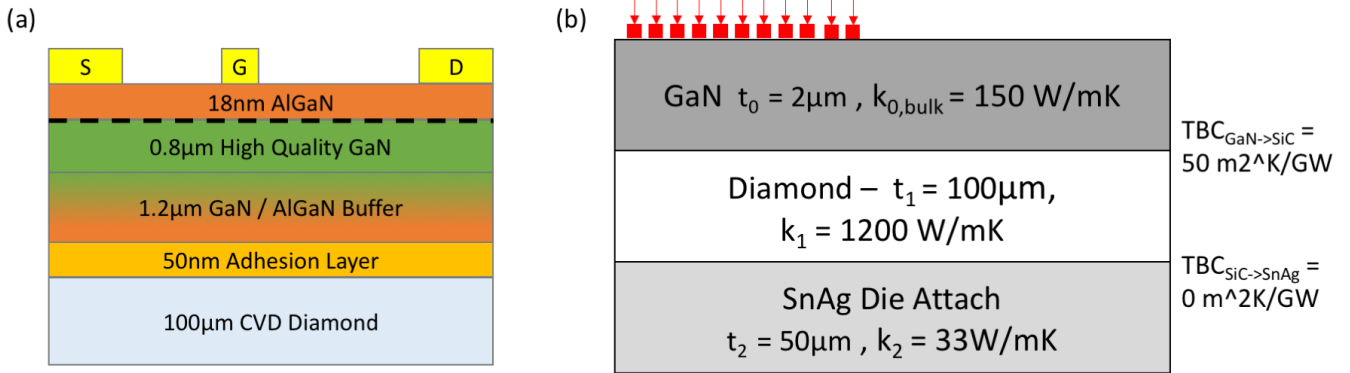 (a)
S G D
18nm AlGaN
0.8μm High Quality GaN
1.2μm GaN / AlGaN Buffer
50nm Adhesion Layer
100μm CVD Diamond
(b)
GaN t0 = 2μm , k0,bulk = 150 W/mK
Diamond – t1 = 100μm,
k1 = 1200 W/mK
SnAg Die Attach
t2 = 50μm , k2 = 33W/mK
TBCGaN->SiC =
50 m2^K/GW
TBCSiC->SnAg =
0 m^2K/GW